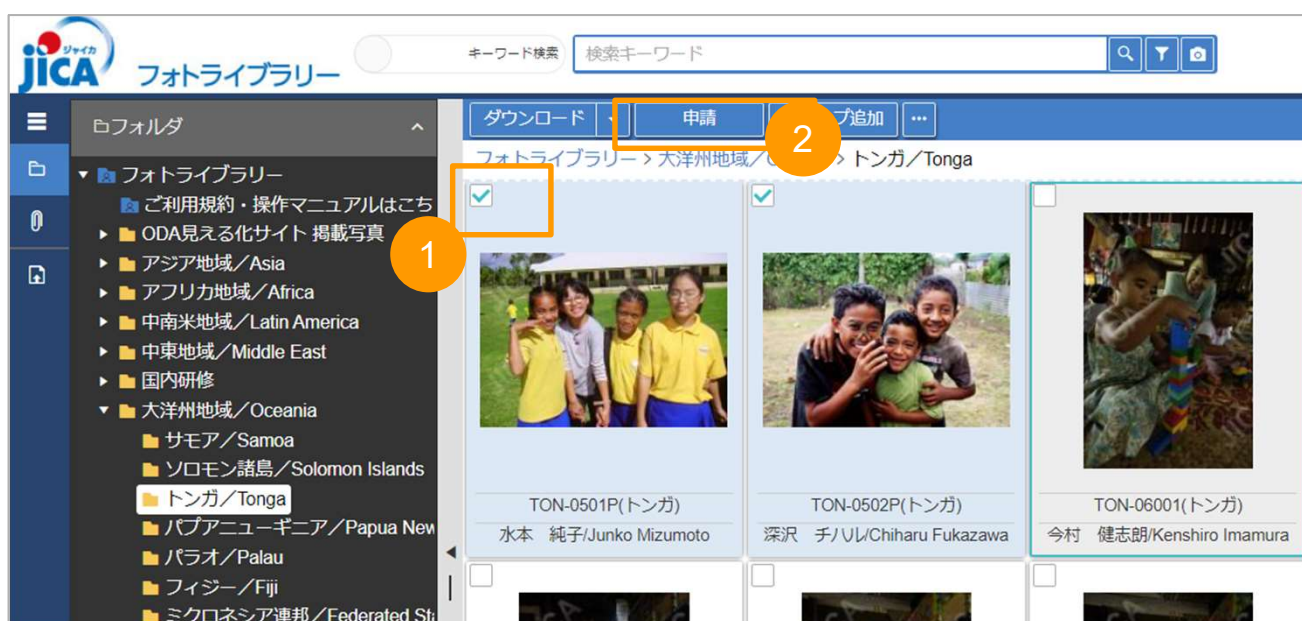 ジャイカ
JICA
フォトライブラリー
キーワード検索
検索キーワード
フォルダ
フォトライブラリー
ご利用規約・操作マニュアルはこち
ODA見える化サイト 掲載写真
アジア地域／Asia
アフリカ地域／Africa
中南米地域／Latin America
中東地域／Middle East
国内研修
大洋州地域／Oceania
サモア／Samoa
ソロモン諸島／Solomon Islands
トンガ／Tonga
パプアニューギニア／Papua New
パラオ／Palau
フィジー／Fiji
ミクロネシア連邦／Federated
ダウンロード
申請
プ追加
フォトライブラリー > 大洋州地域／ > トンガ／Tonga
1
2
TON-0501P(トンガ)
水本　純子/Junko Mizumoto
TON-0502P(トンガ)
深沢　チハル/Chiharu Fukazawa
TON-06001(トンガ)
今村　健志朗/Kenshiro Imamura